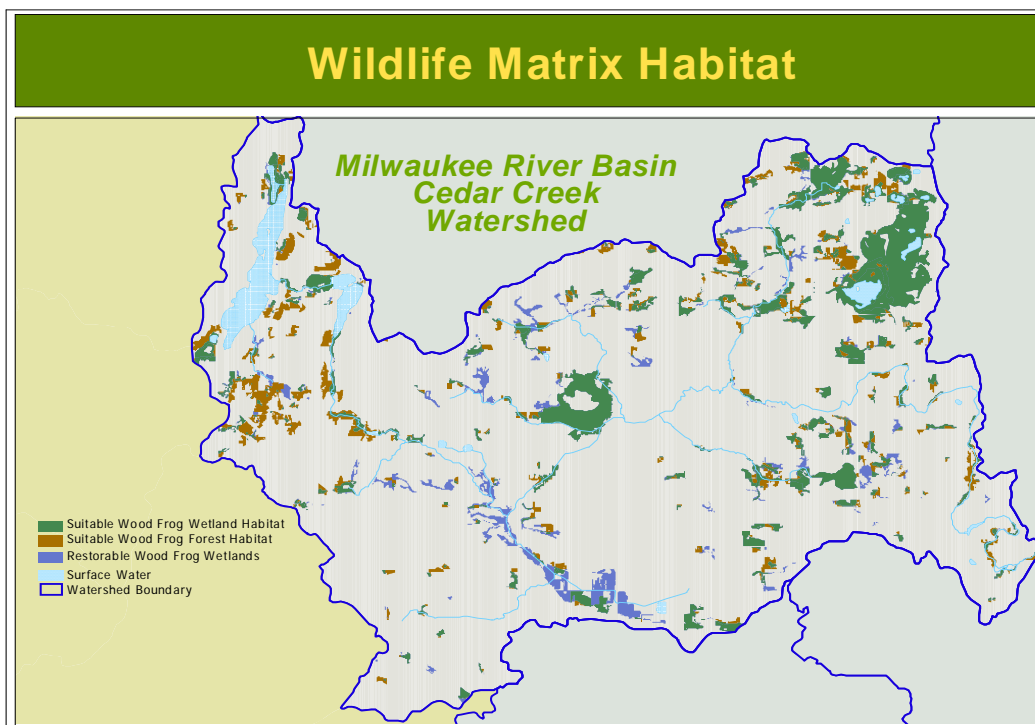 Wildlife Matrix Habitat
Milwaukee River Basin
Cedar Creek
Watershed
Suitable Wood Frog Wetland Habitat
Suitable Wood Frog Forest Habitat
Restorable Wood Frog Wetlands
Surface Water
Watershed Boundary